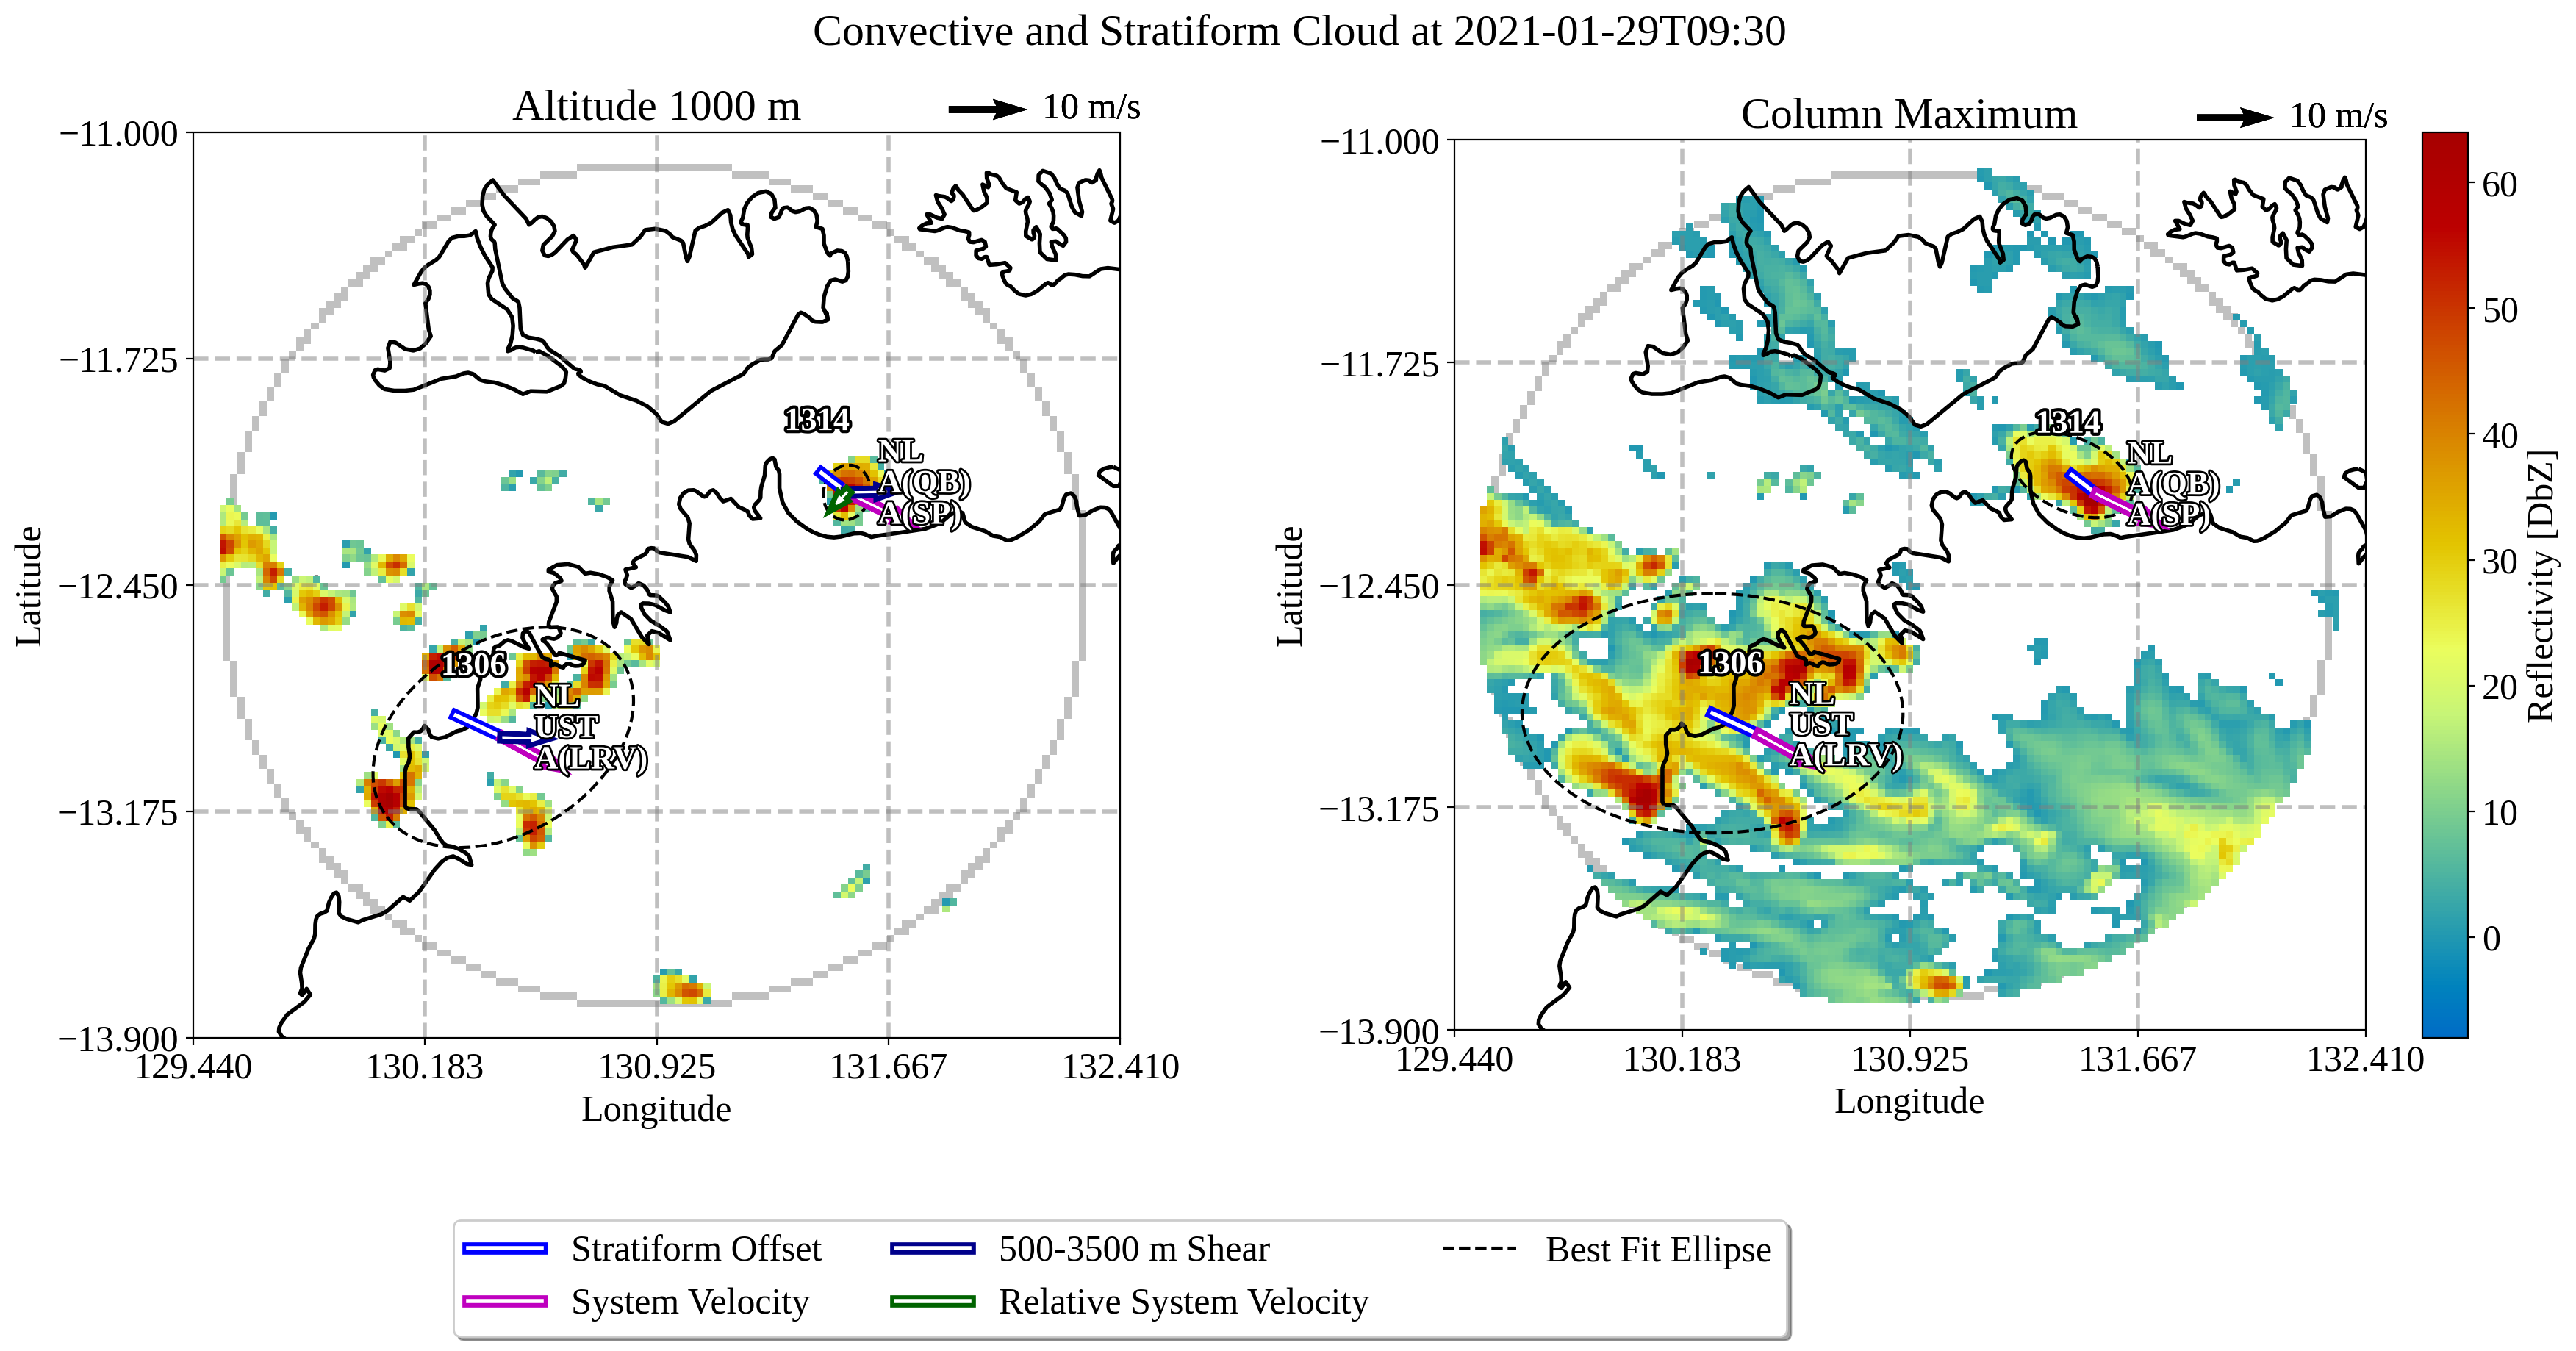 Convective and Stratiform Cloud at 2021-01-29T09:30
Altitude 1000 m
10 m/s
−11.000
−11.725
−12.450
−13.175
−13.900
Latitude
129.440
130.183
130.925
131.667
132.410
Longitude
1314
NL
A(QB)
A(SP)
1306
NL
UST
A(LRV)
Column Maximum
10 m/s
−11.000
−11.725
−12.450
−13.175
−13.900
Latitude
129.440
130.183
130.925
131.667
132.410
Longitude
1314
NL
A(QB)
A(SP)
1306
NL
UST
A(LRV)
60
50
40
30
20
10
0
Reflectivity [DbZ]
Stratiform Offset
System Velocity
500-3500 m Shear
Relative System Velocity
Best Fit Ellipse